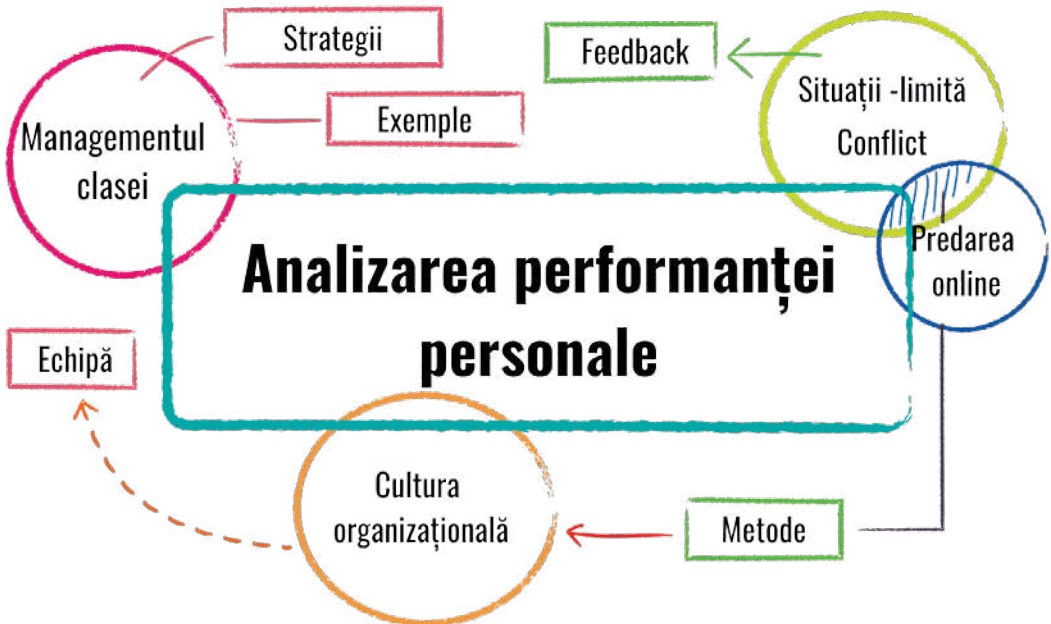 Strategii
Feedback
Exemple
Managementul
clasei
Situații -limită
Conflict
Predarea
online
Analizarea performanței
personale
Echipă
Cultura
organizațională
Metode